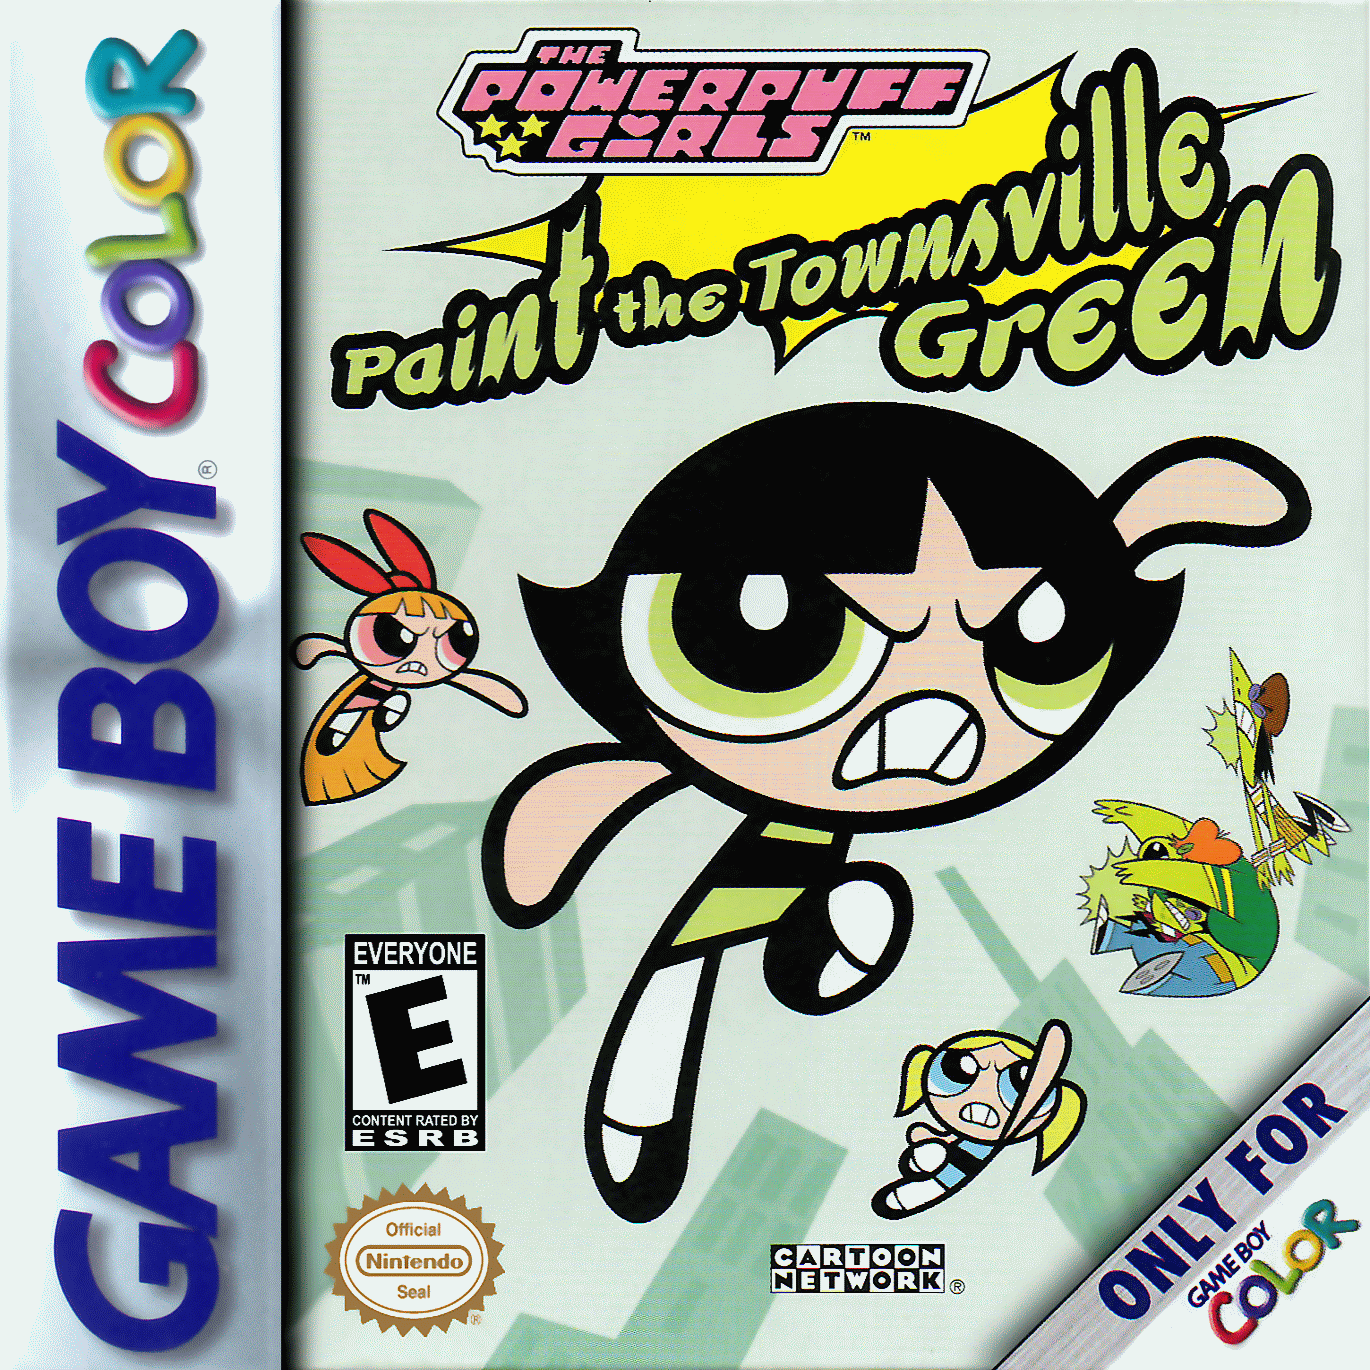 GAME BOY COLOR
®
THE
POWERPUFF
GIRLS
™
Paint the Townsville
Green
EVERYONE
™
E
CONTENT RATED BY
ESRB
Official
Nintendo
Seal
®
CARTOON
NETWORK
®
ONLY FOR
GAME BOY
COLOR